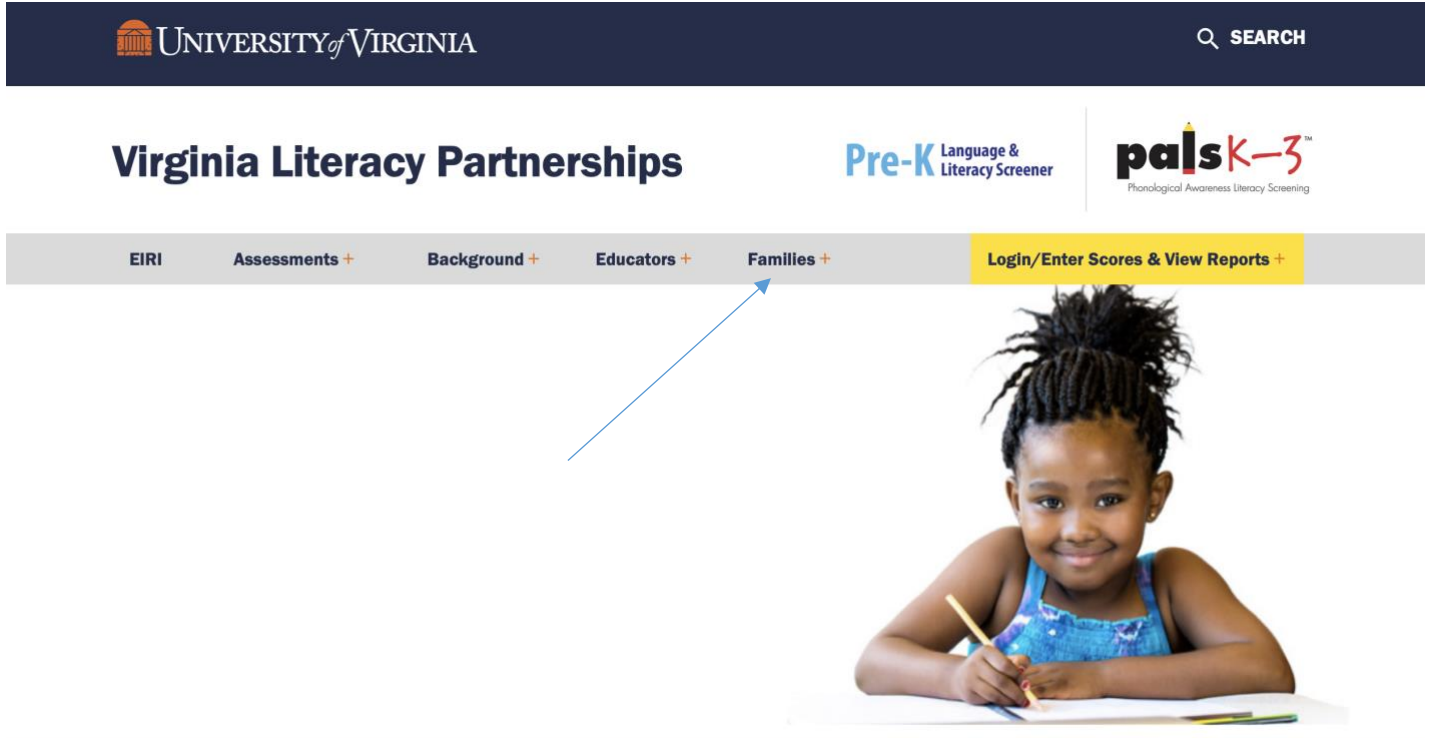 UNIVERSITY of VIRGINIA
SEARCH
Virginia Literacy Partnerships
Pre-K Language & Literacy Screener
pals K–3™
Phonological Awareness Literacy Screening
EIRI Assessments + Background + Educators + Families + Login/Enter Scores & View Reports +